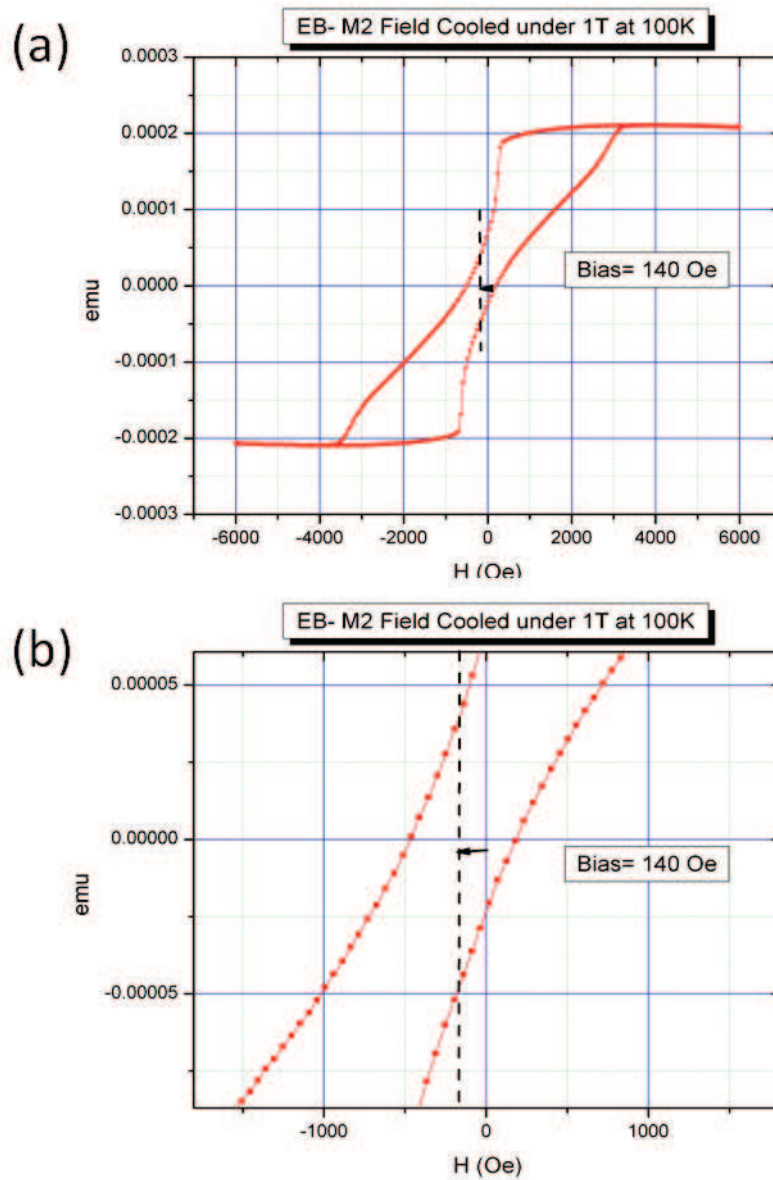 (a)
EB- M2 Field Cooled under 1T at 100K
0.0003
0.0002
0.0001
0.0000
-0.0001
-0.0002
-0.0003
emu
Bias= 140 Oe
-6000 -4000 -2000 0 2000 4000 6000
H (Oe)
(b)
EB- M2 Field Cooled under 1T at 100K
0.00005
0.00000
-0.00005
emu
Bias= 140 Oe
-1000 0 1000
H (Oe)